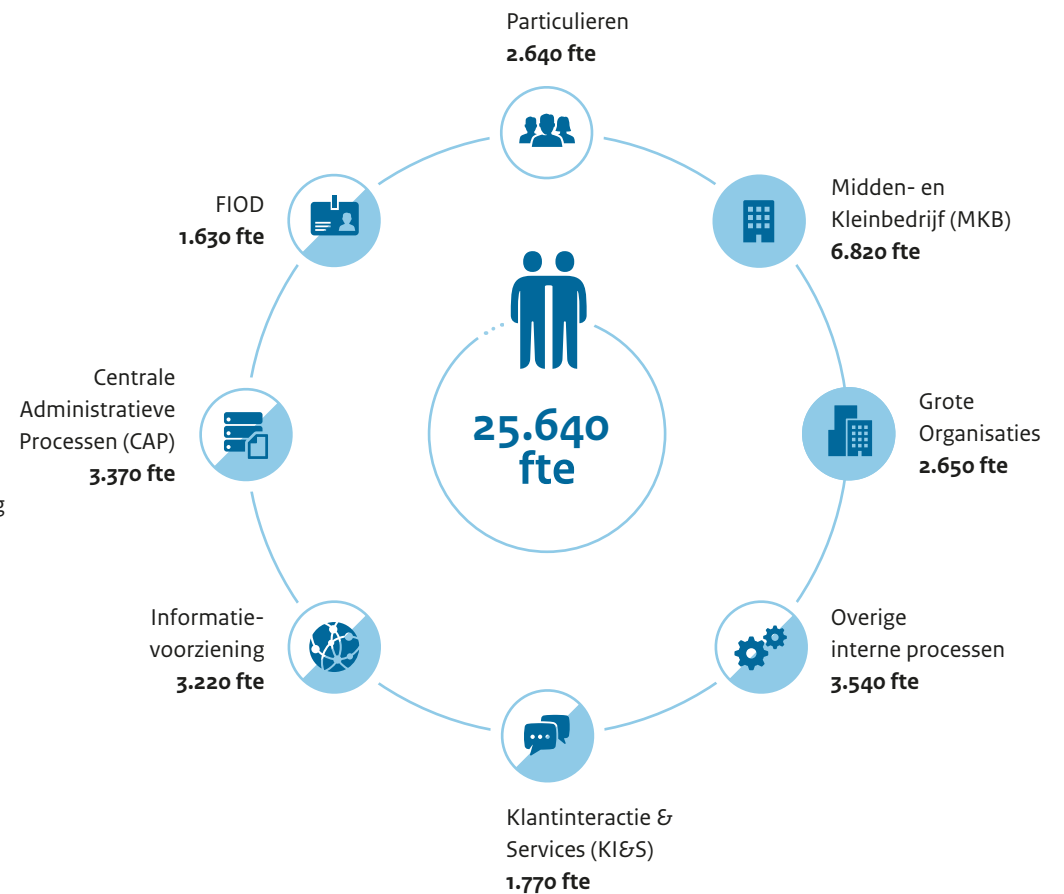 Particulieren
2.640 fte
Midden- en
Kleinbedrijf (MKB)
6.820 fte
Grote
Organisaties
2.650 fte
Overige
interne processen
3.540 fte
Klantinteractie &
Services (KI&S)
1.770 fte
Informatie-
voorziening
3.220 fte
Centrale
Administratieve
Processen (CAP)
3.370 fte
FIOD
1.630 fte
25.640
fte
g